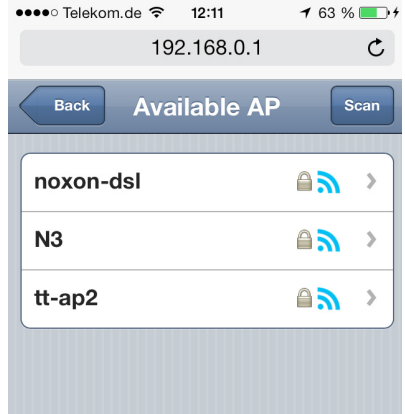 Telekom.de 12:11 63 %
192.168.0.1
Back Available AP Scan
noxon-dsl
N3
tt-ap2